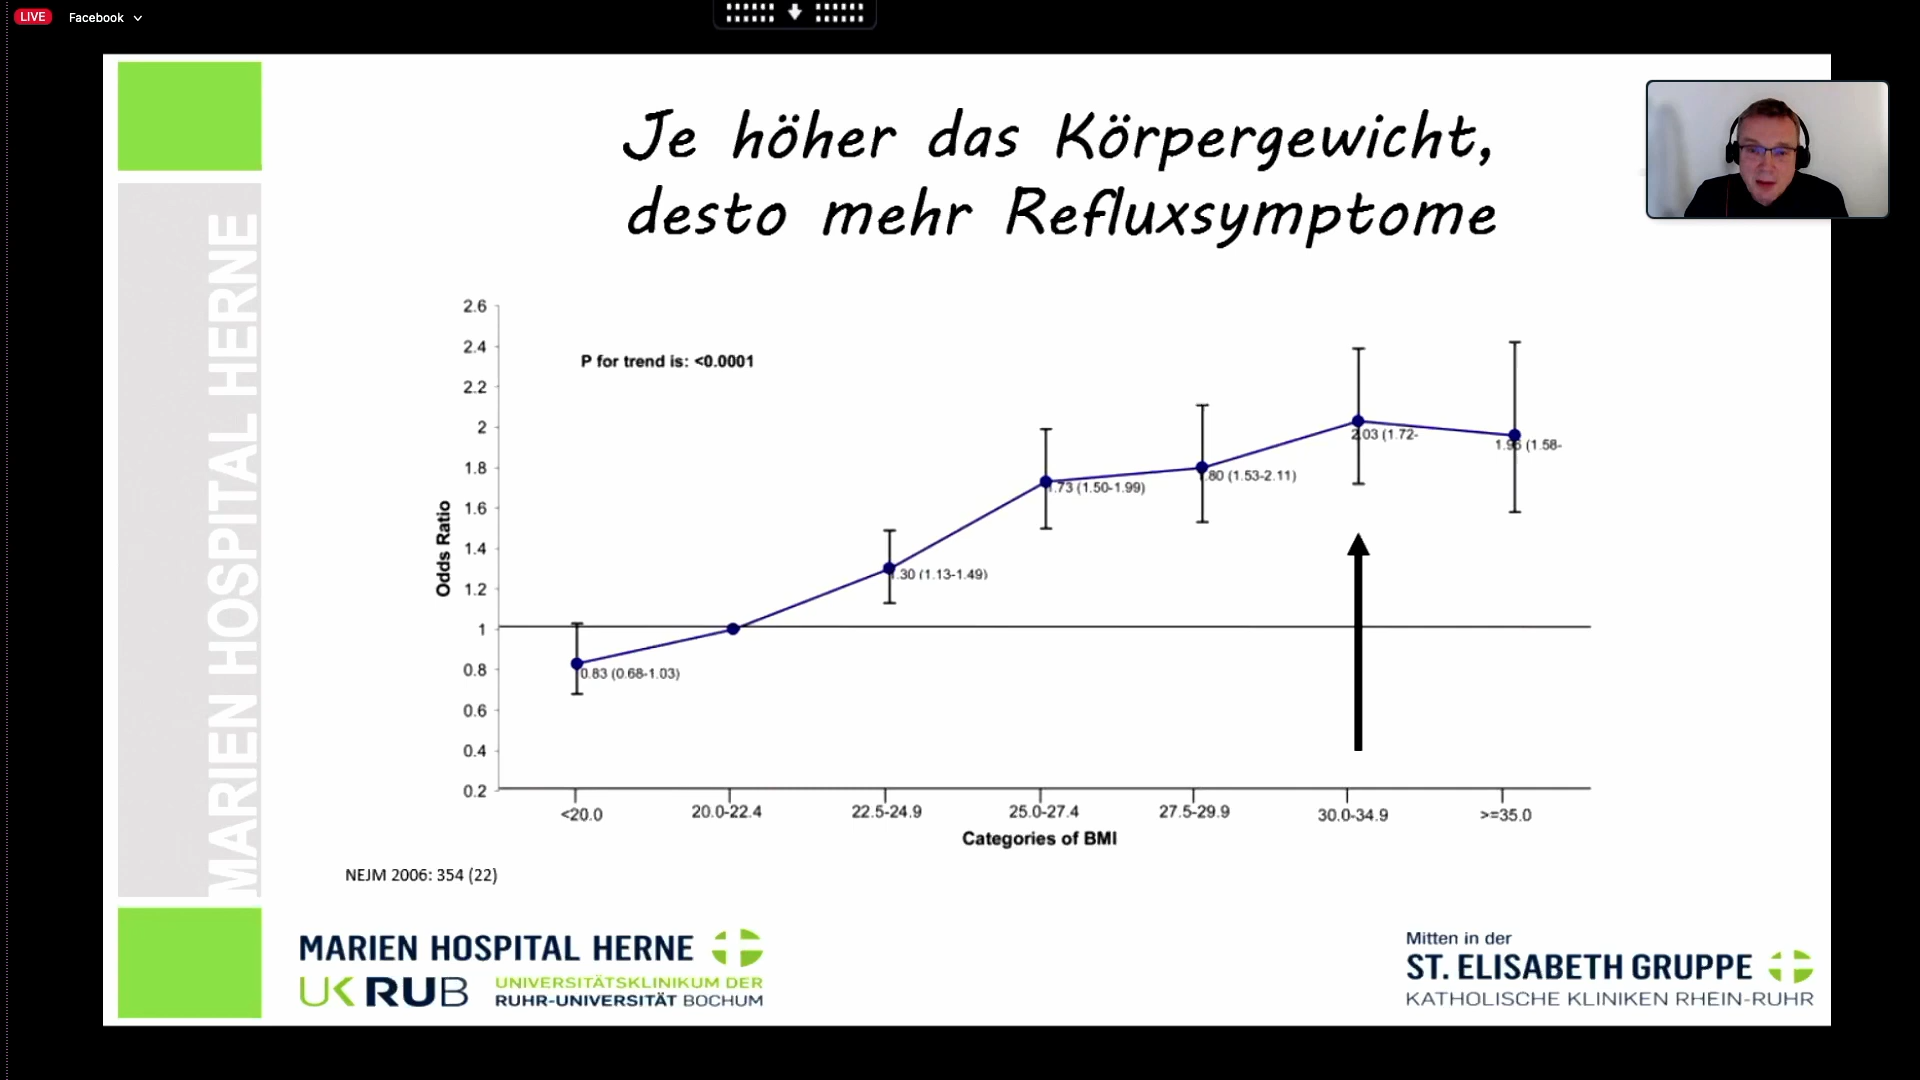 LIVE
Facebook
Je höher das Körpergewicht,
desto mehr Refluxsymptome
MARIEN HOSPITAL HERNE
2.6
2.4
2.2
2
1.8
1.6
1.4
1.2
1
0.8
0.6
0.4
0.2
Odds Ratio
P for trend is: <0.0001
0.83 (0.68-1.03)
.30 (1.13-1.49)
1.73 (1.50-1.99)
.80 (1.53-2.11)
2.03 (1.72-
1.96 (1.58-
<20.0
20.0-22.4
22.5-24.9
25.0-27.4
27.5-29.9
30.0-34.9
>=35.0
Categories of BMI
NEJM 2006: 354 (22)
MARIEN HOSPITAL HERNE
UK RUB
UNIVERSITÄTSKLINIKUM DER
RUHR-UNIVERSITÄT BOCHUM
Mitten in der
ST. ELISABETH GRUPPE
KATHOLISCHE KLINIKEN RHEIN-RUHR